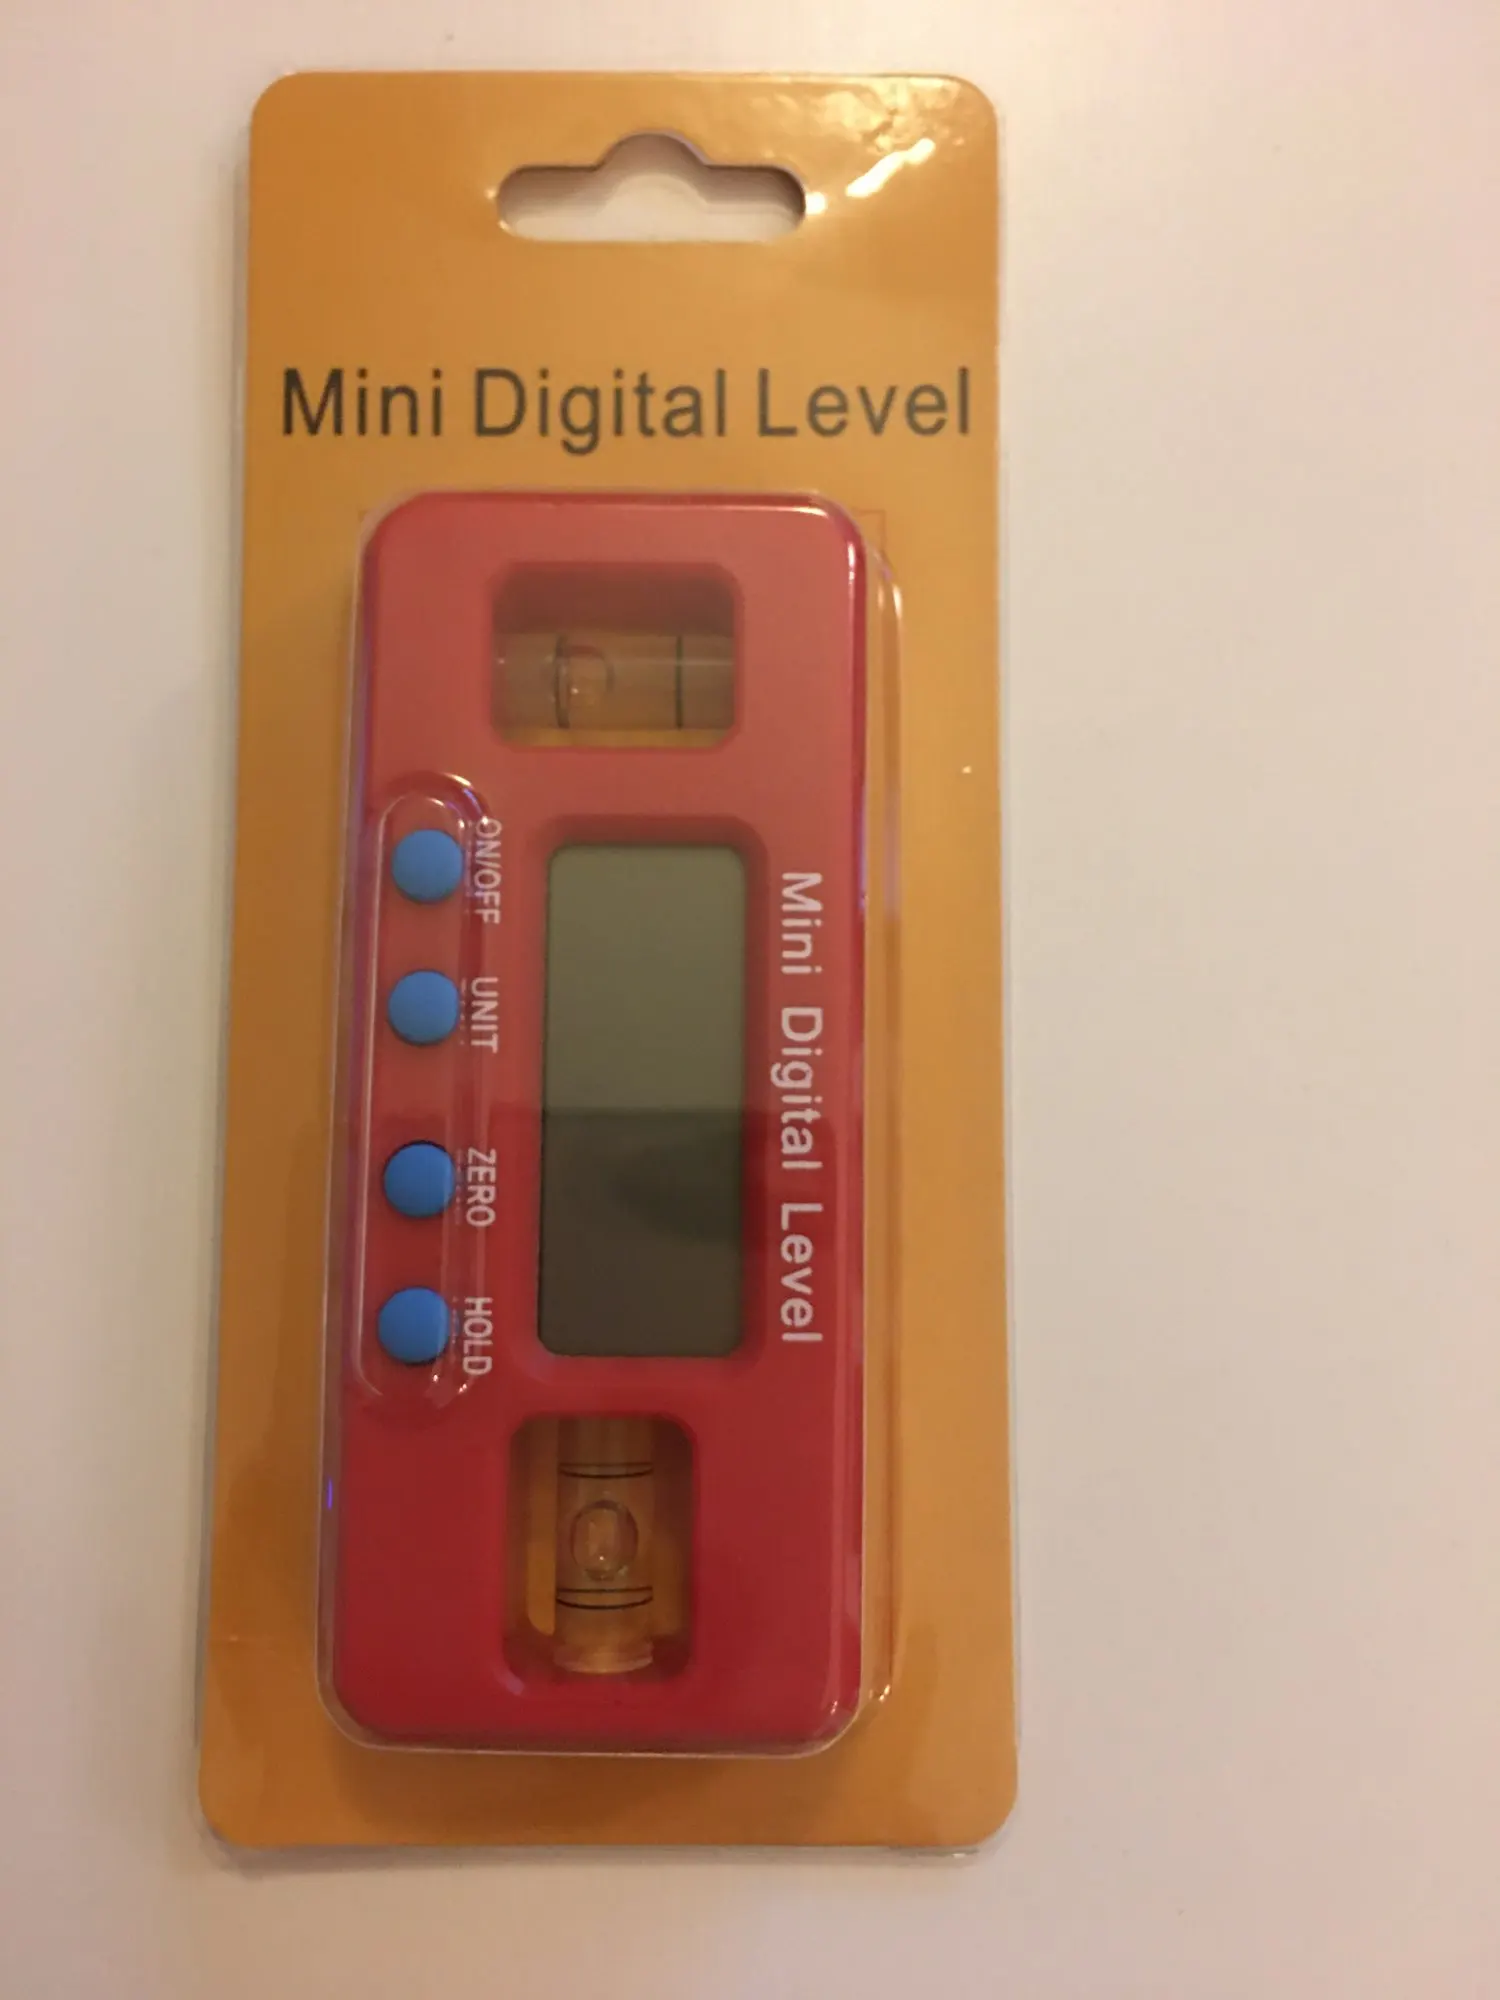 Mini Digital Level
Mini Digital Level
ON/OFF
UNIT
ZERO
HOLD